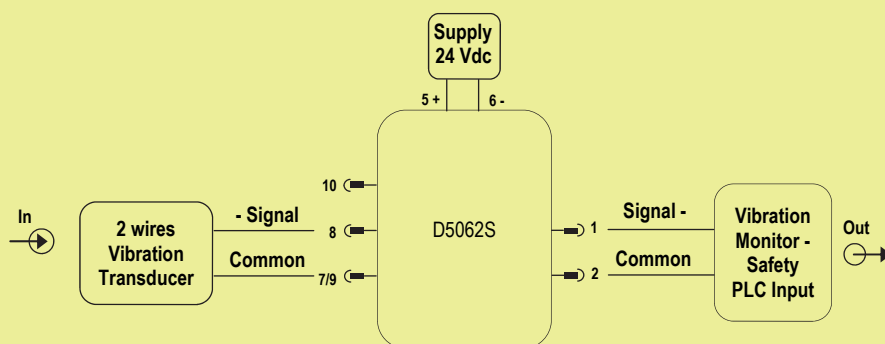 Supply
24 Vdc
5 +
6 -
10
In
2 wires
Vibration
Transducer
- Signal
8
Common
7/9
D5062S
1
Signal -
2
Common
Vibration
Monitor -
Safety
PLC Input
Out